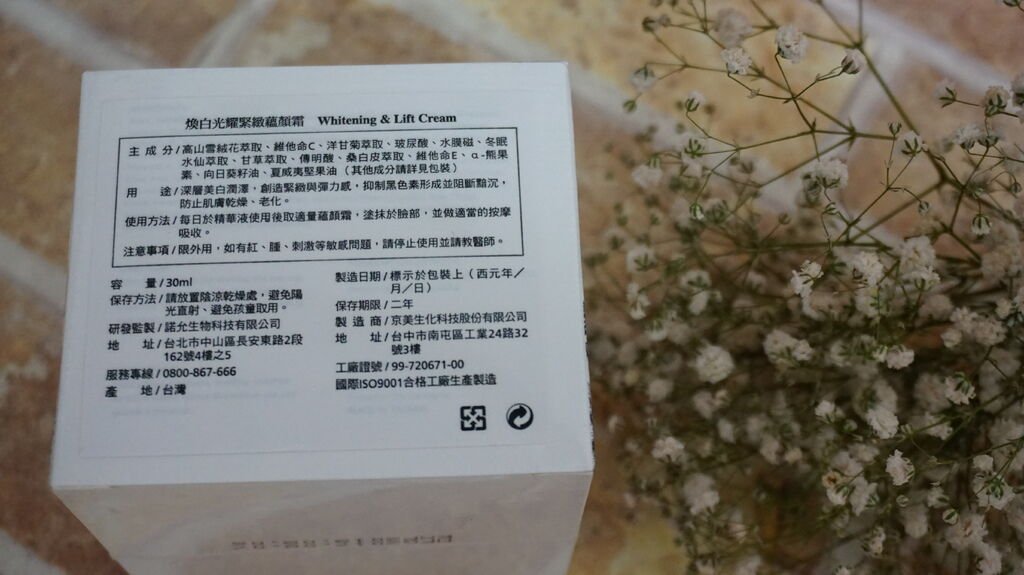 煥白光耀緊緻蘊顏霜 Whitening & Lift Cream
主成分/高山雪絨花萃取、維他命C、洋甘菊萃取、玻尿酸、水膜磁、冬眠
水仙萃取、甘草萃取、傳明酸、桑白皮萃取、維他命E、α-熊果
素、向日葵籽油、夏威夷堅果油（其他成分請詳見包裝）
用途/深層美白潤澤，創造緊緻與彈力感，抑制黑色素形成並阻斷黯沉，
防止肌膚乾燥、老化。
使用方法/每日於精華液使用後取適量蘊顏霜，塗抹於臉部，並做適當的按摩
吸收。
注意事項/限外用，如有紅、腫、刺激等敏感問題，請停止使用並請教醫師。
容量/30ml
保存方法/請放置陰涼乾燥處，避免陽
光直射、避免孩童取用。
研發監製/諾允生物科技有限公司
地址/台北市中山區長安東路2段
162號4樓之5
服務專線/0800-867-666
產地/台灣
製造日期/標示於包裝上（西元年／
月／日）
保存期限/二年
製造商/京美生化科技股份有限公司
地址/台中市南屯區工業24路32
號3樓
工廠證號/99-720671-00
國際ISO9001合格工廠生產製造